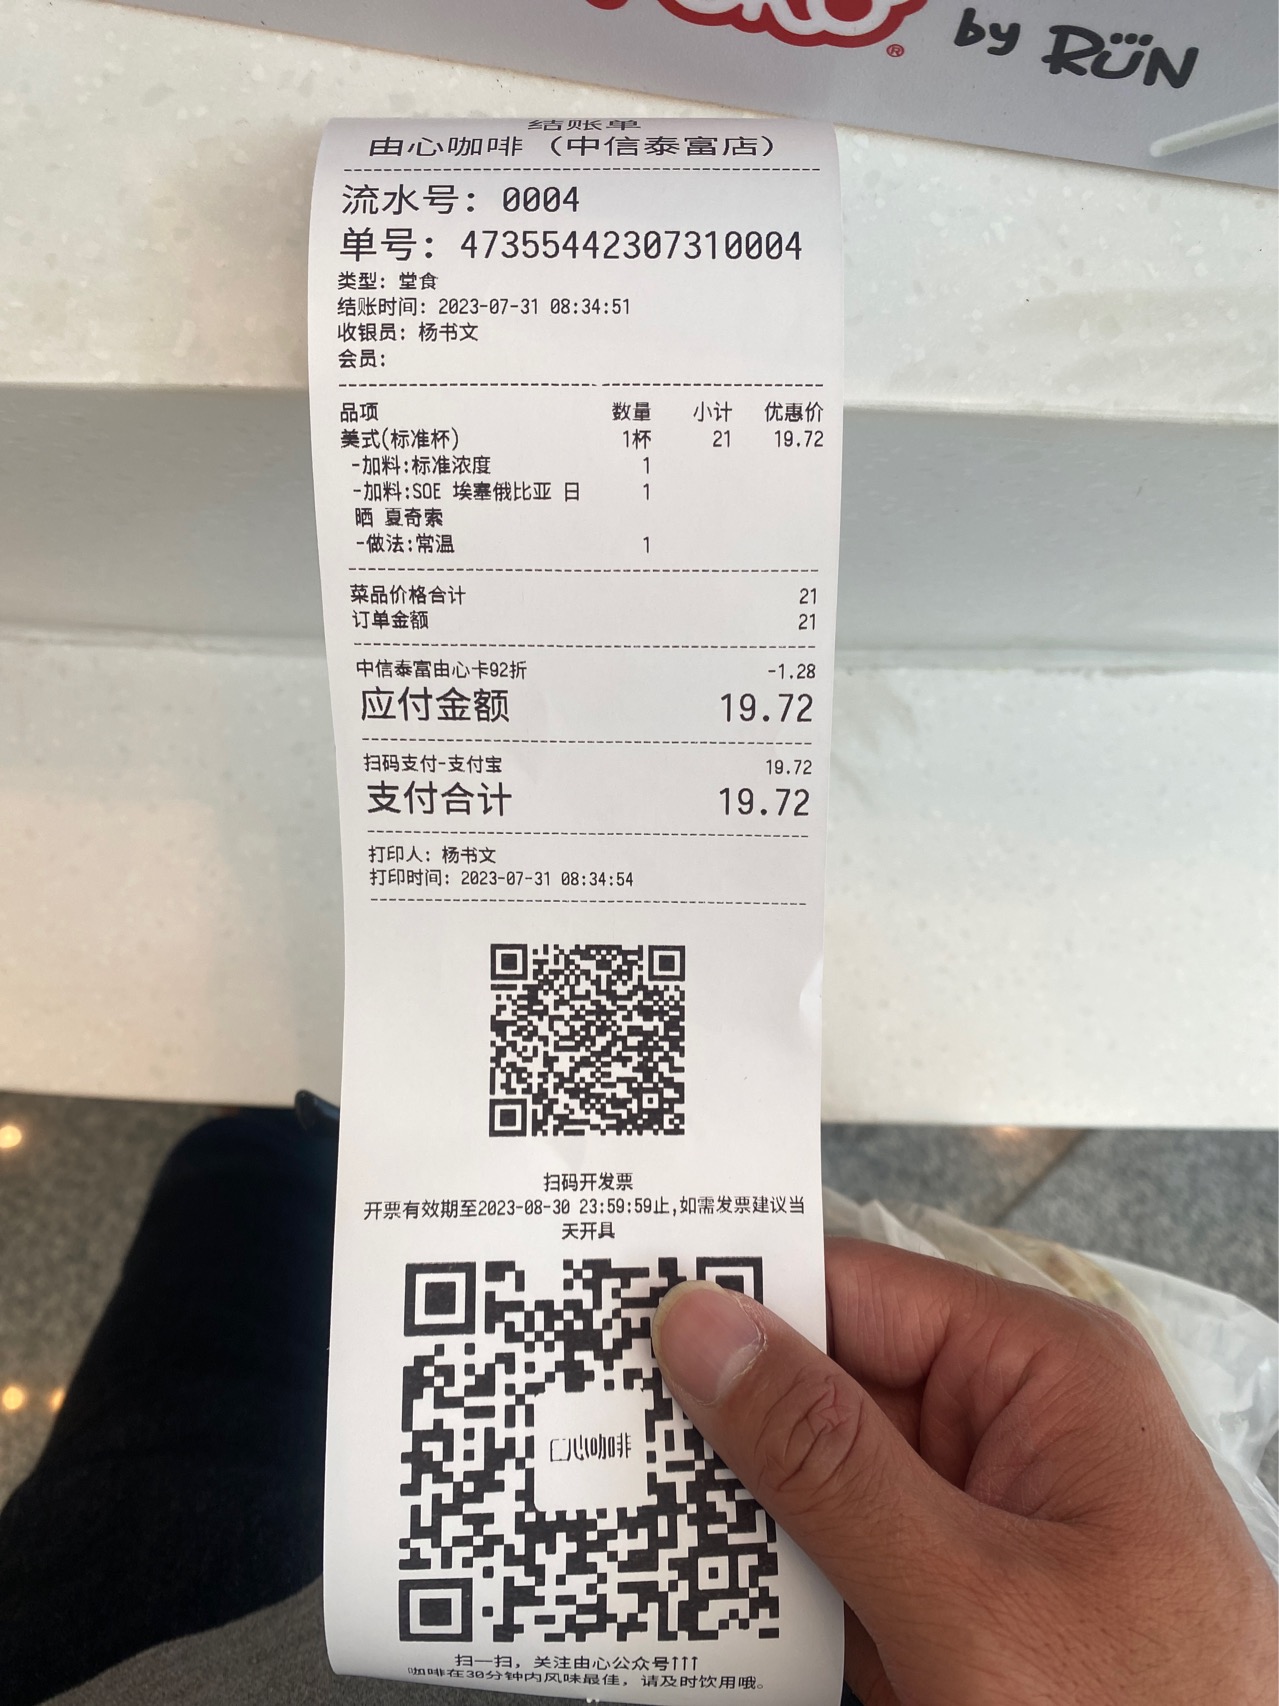 by RÜN
结账单
由心咖啡（中信泰富店）
流水号: 0004
单号: 47355442307310004
类型: 堂食
结账时间: 2023-07-31 08:34:51
收银员: 杨书文
会员:
品项 数量 小计 优惠价
美式(标准杯) 1杯 21 19.72
-加料:标准浓度 1
-加料:SOE 埃塞俄比亚 日 1
晒 夏奇索
-做法:常温 1
菜品价格合计 21
订单金额 21
中信泰富由心卡92折 -1.28
应付金额 19.72
扫码支付-支付宝 19.72
支付合计 19.72
打印人: 杨书文
打印时间: 2023-07-31 08:34:54
扫码开发票
开票有效期至2023-08-30 23:59:59止,如需发票建议当
天开具
心咖啡
扫一扫，关注由心公众号↑↑↑
咖啡在30分钟内风味最佳，请及时饮用哦。